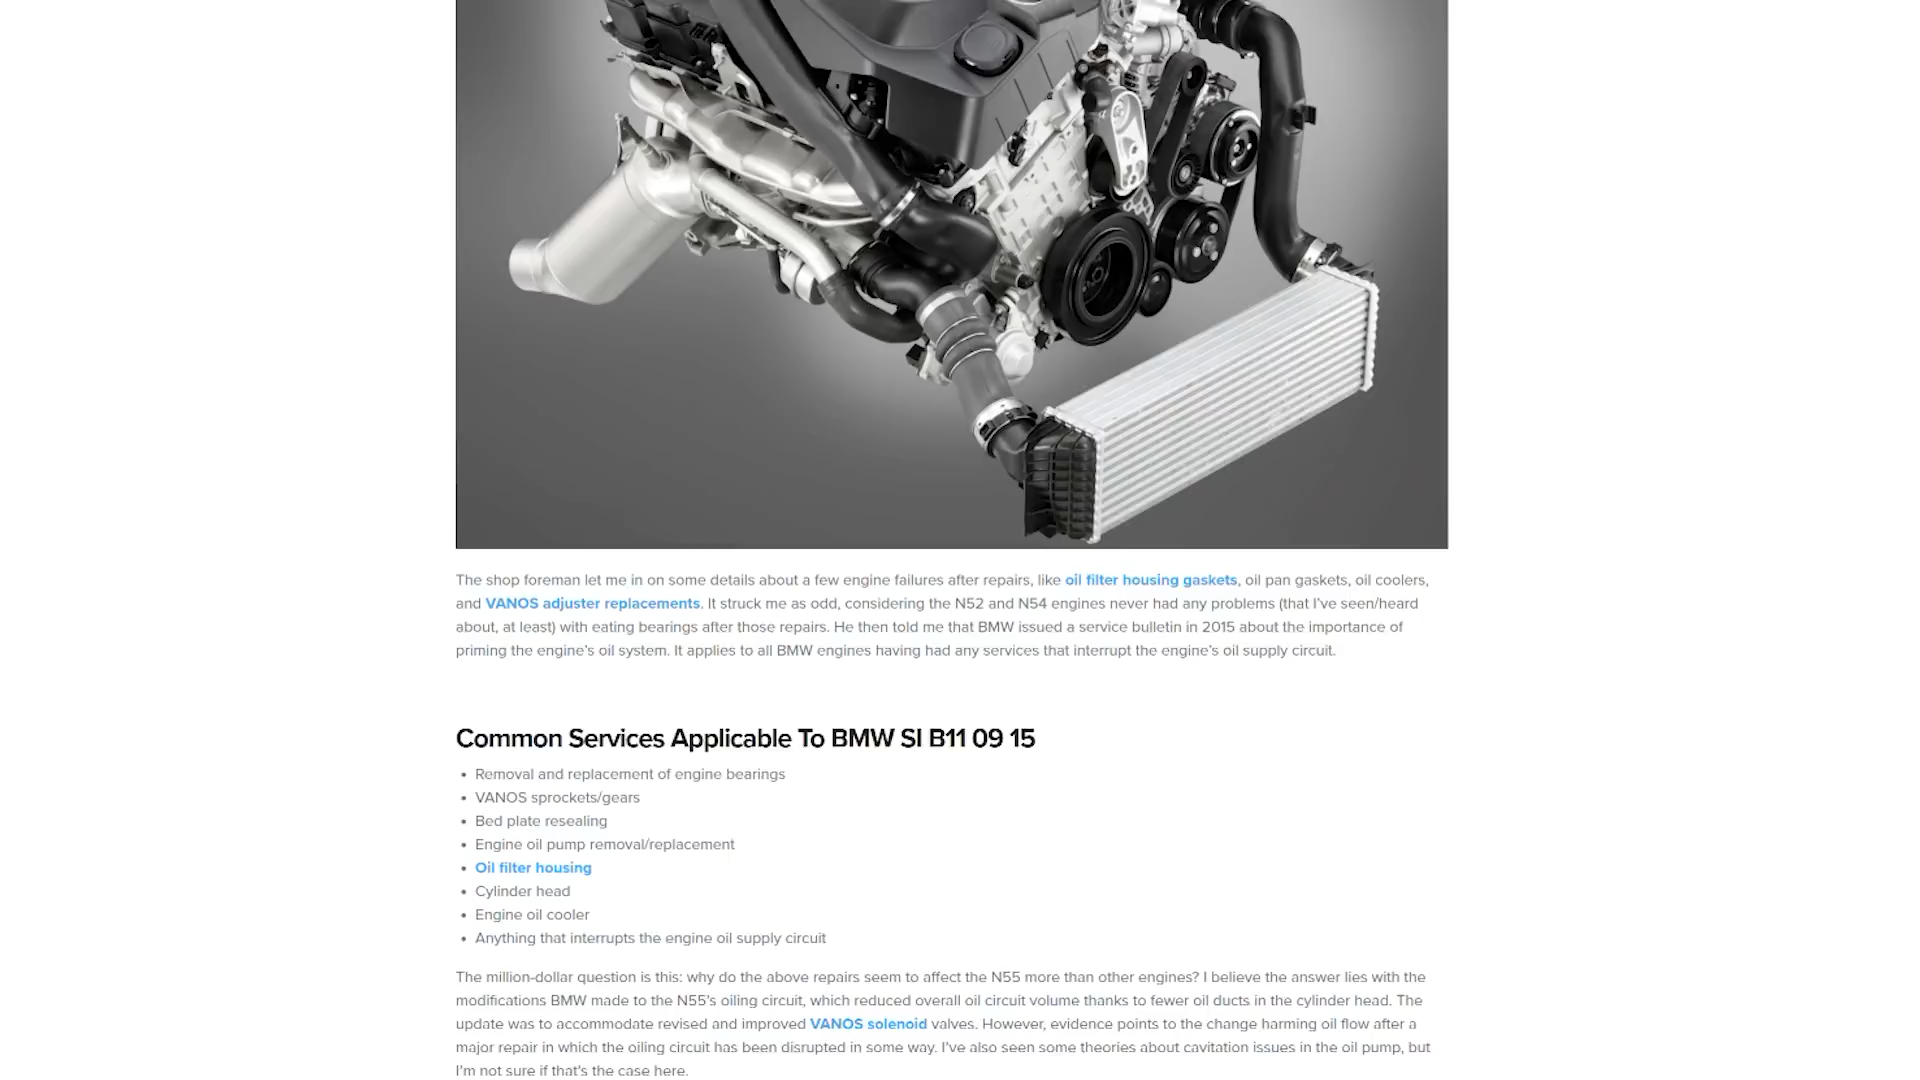 The shop foreman let me in on some details about a few engine failures after repairs, like oil filter housing gaskets, oil pan gaskets, oil coolers,
and VANOS adjuster replacements. It struck me as odd, considering the N52 and N54 engines never had any problems (that I've seen/heard
about, at least) with eating bearings after those repairs. He then told me that BMW issued a service bulletin in 2015 about the importance of
priming the engine's oil system. It applies to all BMW engines having had any services that interrupt the engine's oil supply circuit.
Common Services Applicable To BMW SI B11 09 15
• Removal and replacement of engine bearings
• VANOS sprockets/gears
• Bed plate resealing
• Engine oil pump removal/replacement
• Oil filter housing
• Cylinder head
• Engine oil cooler
• Anything that interrupts the engine oil supply circuit
The million-dollar question is this: why do the above repairs seem to affect the N55 more than other engines? I believe the answer lies with the
modifications BMW made to the N55's oiling circuit, which reduced overall oil circuit volume thanks to fewer oil ducts in the cylinder head. The
update was to accommodate revised and improved VANOS solenoid valves. However, evidence points to the change harming oil flow after a
major repair in which the oiling circuit has been disrupted in some way. I've also seen some theories about cavitation issues in the oil pump, but
I'm not sure if that's the case here.